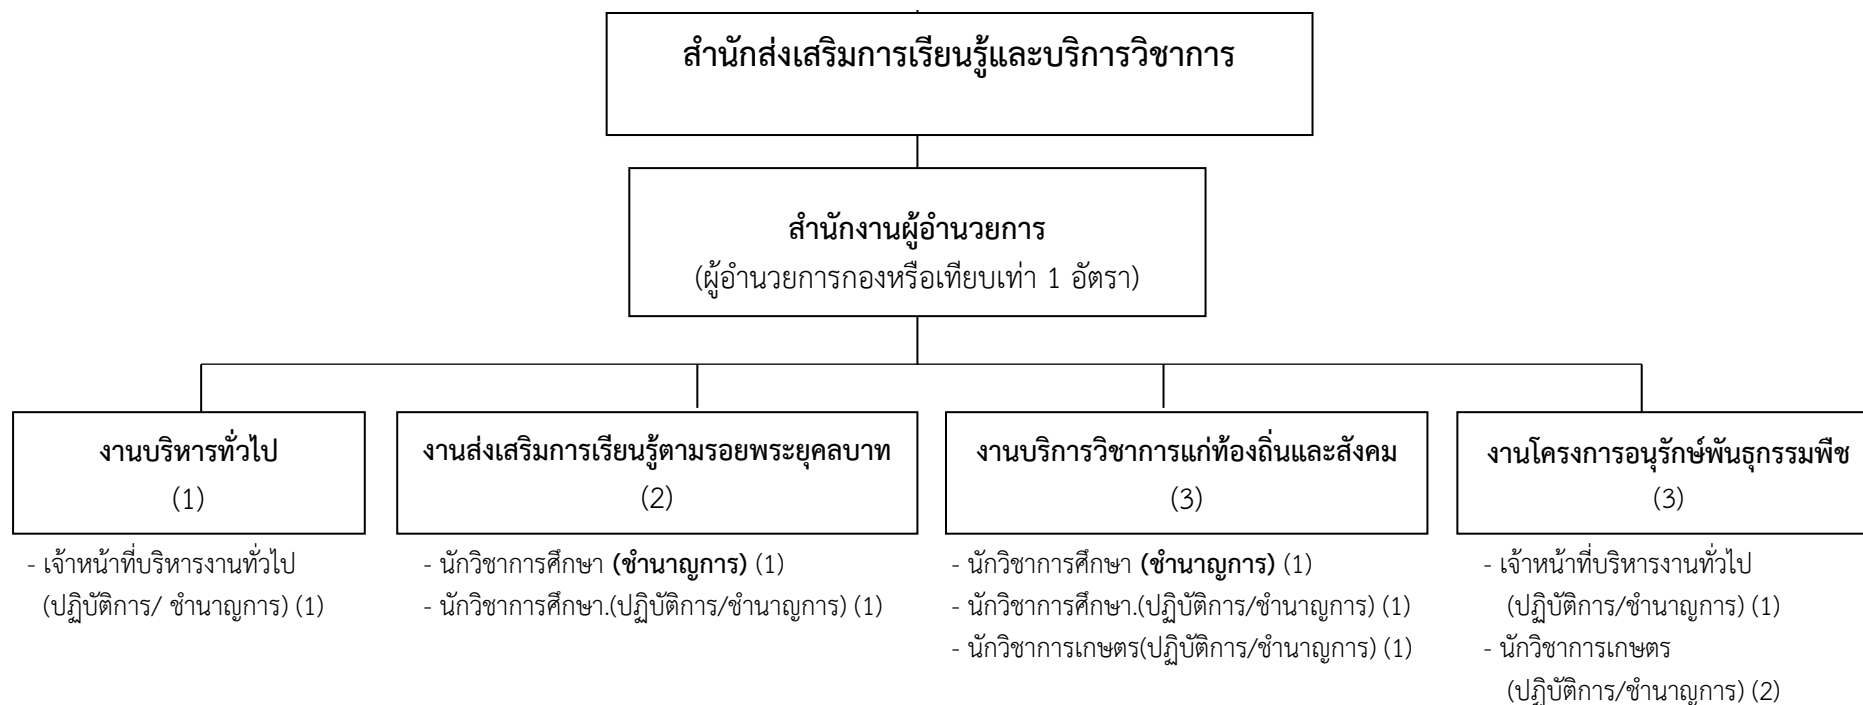 สำนักส่งเสริมการเรียนรู้และบริการวิชาการ
สำนักงานผู้อำนวยการ
(ผู้อำนวยการกองหรือเทียบเท่า 1 อัตรา)
งานบริหารทั่วไป
(1)
- เจ้าหน้าที่บริหารงานทั่วไป
(ปฏิบัติการ/ ชำนาญการ) (1)
งานส่งเสริมการเรียนรู้ตามรอยพระยุคลบาท
(2)
- นักวิชาการศึกษา (ชำนาญการ) (1)
- นักวิชาการศึกษา.(ปฏิบัติการ/ชำนาญการ) (1)
งานบริการวิชาการแก่ท้องถิ่นและสังคม
(3)
- นักวิชาการศึกษา (ชำนาญการ) (1)
- นักวิชาการศึกษา.(ปฏิบัติการ/ชำนาญการ) (1)
- นักวิชาการเกษตร(ปฏิบัติการ/ชำนาญการ) (1)
งานโครงการอนุรักษ์พันธุกรรมพืช
(3)
- เจ้าหน้าที่บริหารงานทั่วไป
(ปฏิบัติการ/ชำนาญการ) (1)
- นักวิชาการเกษตร
(ปฏิบัติการ/ชำนาญการ) (2)